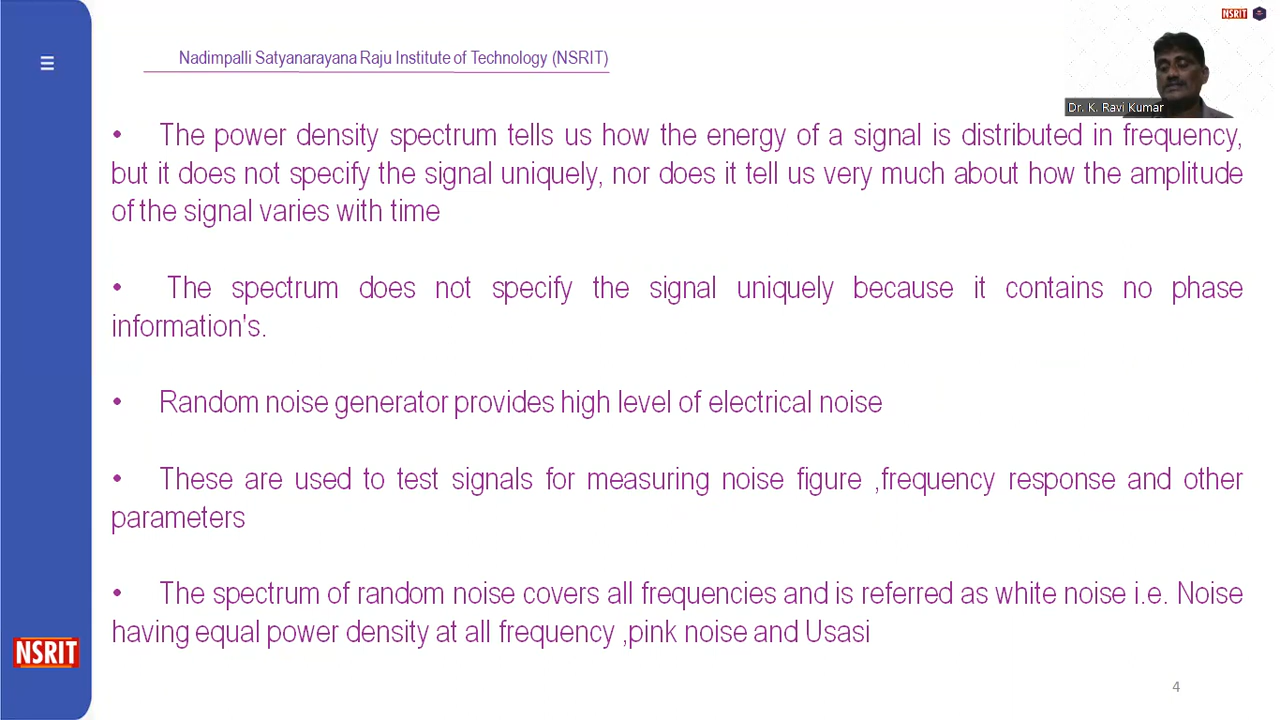 NSRIT
Nadimpalli Satyanarayana Raju Institute of Technology (NSRIT)
Dr. K. Ravi Kumar
• The power density spectrum tells us how the energy of a signal is distributed in frequency,
but it does not specify the signal uniquely, nor does it tell us very much about how the amplitude
of the signal varies with time
• The spectrum does not specify the signal uniquely because it contains no phase
information's.
• Random noise generator provides high level of electrical noise
• These are used to test signals for measuring noise figure ,frequency response and other
parameters
• The spectrum of random noise covers all frequencies and is referred as white noise i.e. Noise
having equal power density at all frequency ,pink noise and Usasi
NSRIT
4